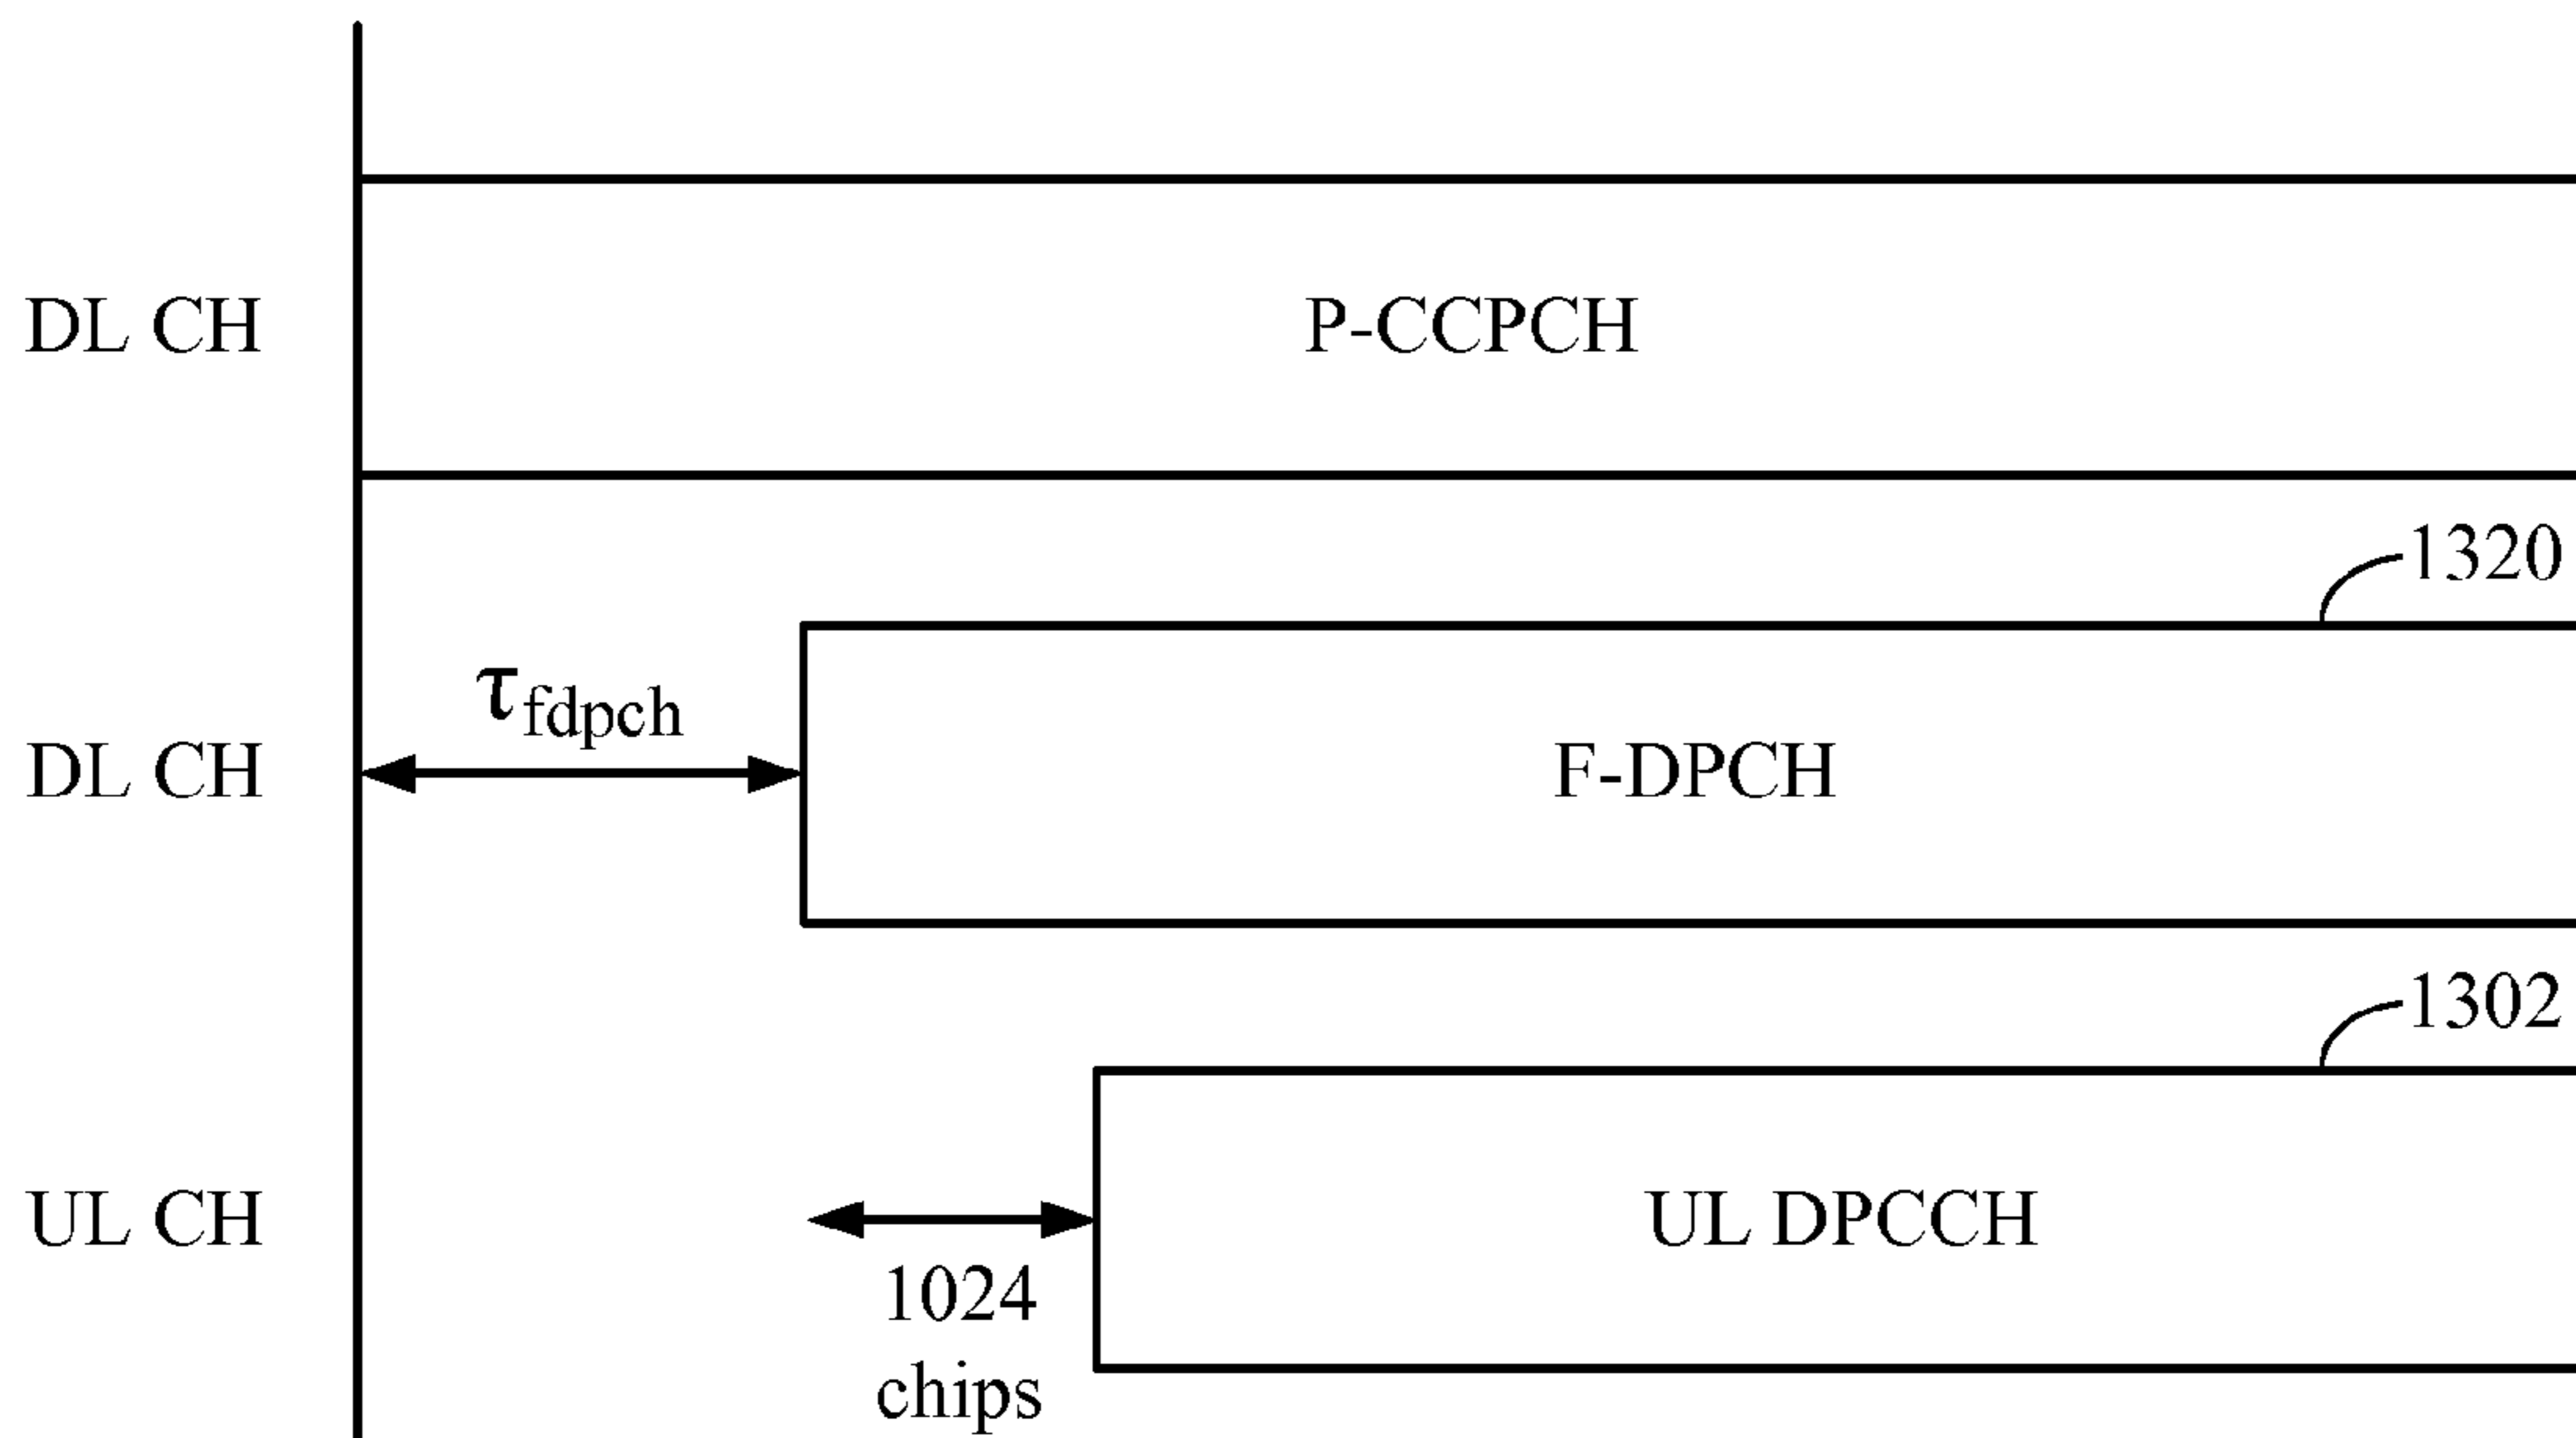 DL CH
P-CCPCH
1320
τfdpch
DL CH
F-DPCH
1302
UL CH
UL DPCCH
1024
chips